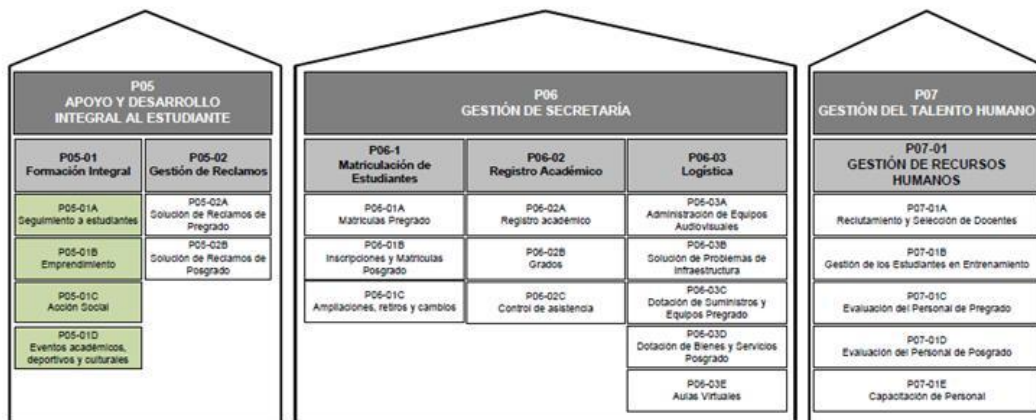 P05
APOYO Y DESARROLLO
INTEGRAL AL ESTUDIANTE
P05-01
Formación Integral
P05-02
Gestión de Reclamos
P05-01A
Seguimiento a estudiantes
P05-01B
Emprendimiento
P05-01C
Acción Social
P05-01D
Eventos académicos,
deportivos y culturales
P05-02A
Solución de Reclamos de
Pregrado
P05-02B
Solución de Reclamos de
Posgrado
P06
GESTIÓN DE SECRETARÍA
P06-1
Matriculación de
Estudiantes
P06-02
Registro Académico
P06-03
Logística
P06-01A
Matriculas Pregrado
P06-01B
Inscripciones y Matriculas
Posgrado
P06-01C
Ampliaciones, retiros y cambios
P06-02A
Registro académico
P06-02B
Grados
P06-02C
Control de asistencia
P06-03A
Administración de Equipos
Audiovisuales
P06-03B
Solución de Problemas de
Infraestructura
P06-03C
Dotación de Suministros y
Equipos Pregrado
P06-03D
Dotación de Bienes y Servicios
Posgrado
P06-03E
Aulas Virtuales
P07
GESTIÓN DEL TALENTO HUMANO
P07-01
GESTIÓN DE RECURSOS
HUMANOS
P07-01A
Reclutamiento y Selección de Docentes
P07-01B
Gestión de los Estudiantes en Entrenamiento
P07-01C
Evaluación del Personal de Pregrado
P07-01D
Evaluación del Personal de Posgrado
P07-01E
Capacitación de Personal